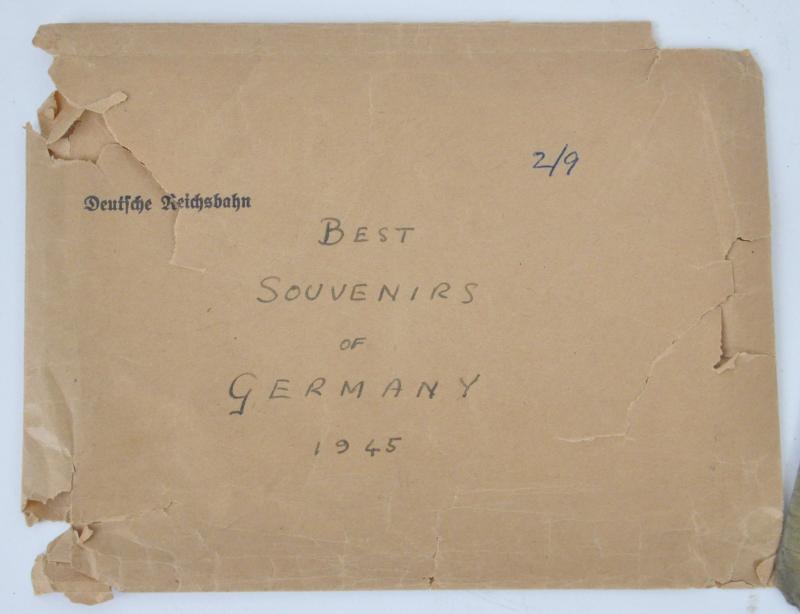 2/9
Deutsche Reichsbahn
BEST
SOUVENIRS
OF
GERMANY
1945